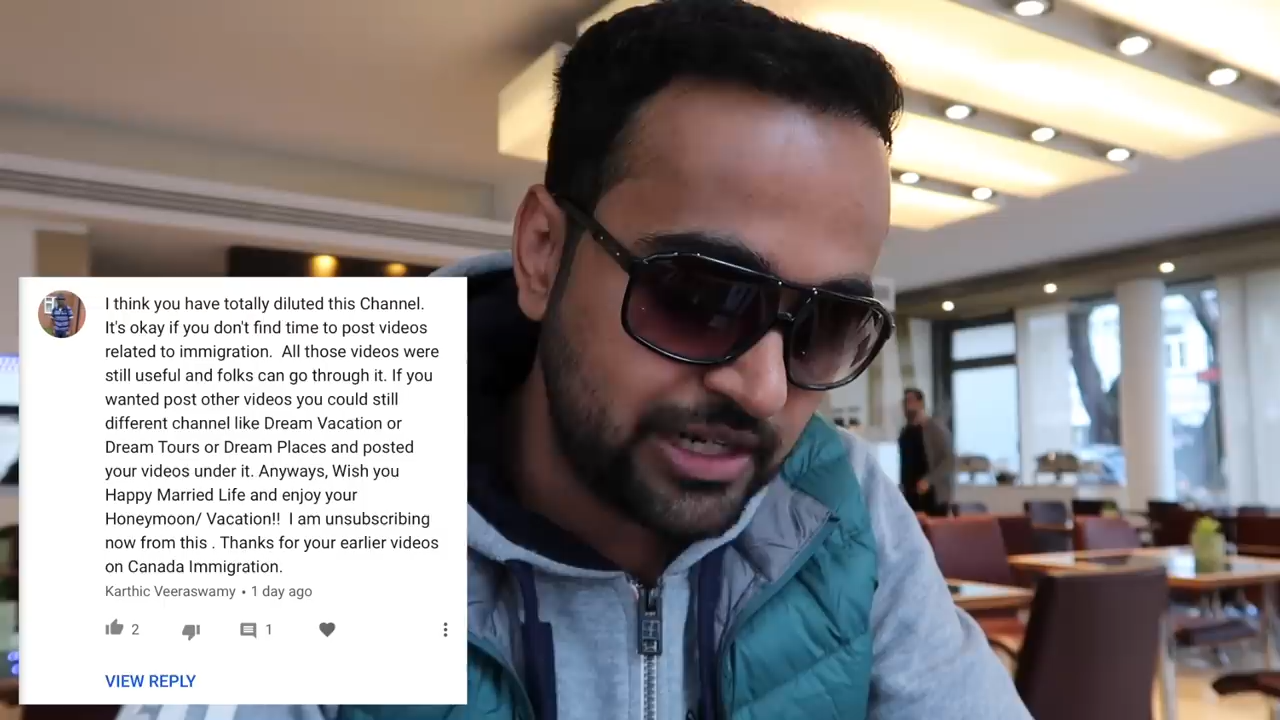 I think you have totally diluted this Channel.
It's okay if you don't find time to post videos
related to immigration.  All those videos were
still useful and folks can go through it. If you
wanted post other videos you could still
different channel like Dream Vacation or
Dream Tours or Dream Places and posted
your videos under it. Anyways, Wish you
Happy Married Life and enjoy your
Honeymoon/ Vacation!!  I am unsubscribing
now from this . Thanks for your earlier videos
on Canada Immigration.
Karthic Veeraswamy • 1 day ago
2 1
VIEW REPLY